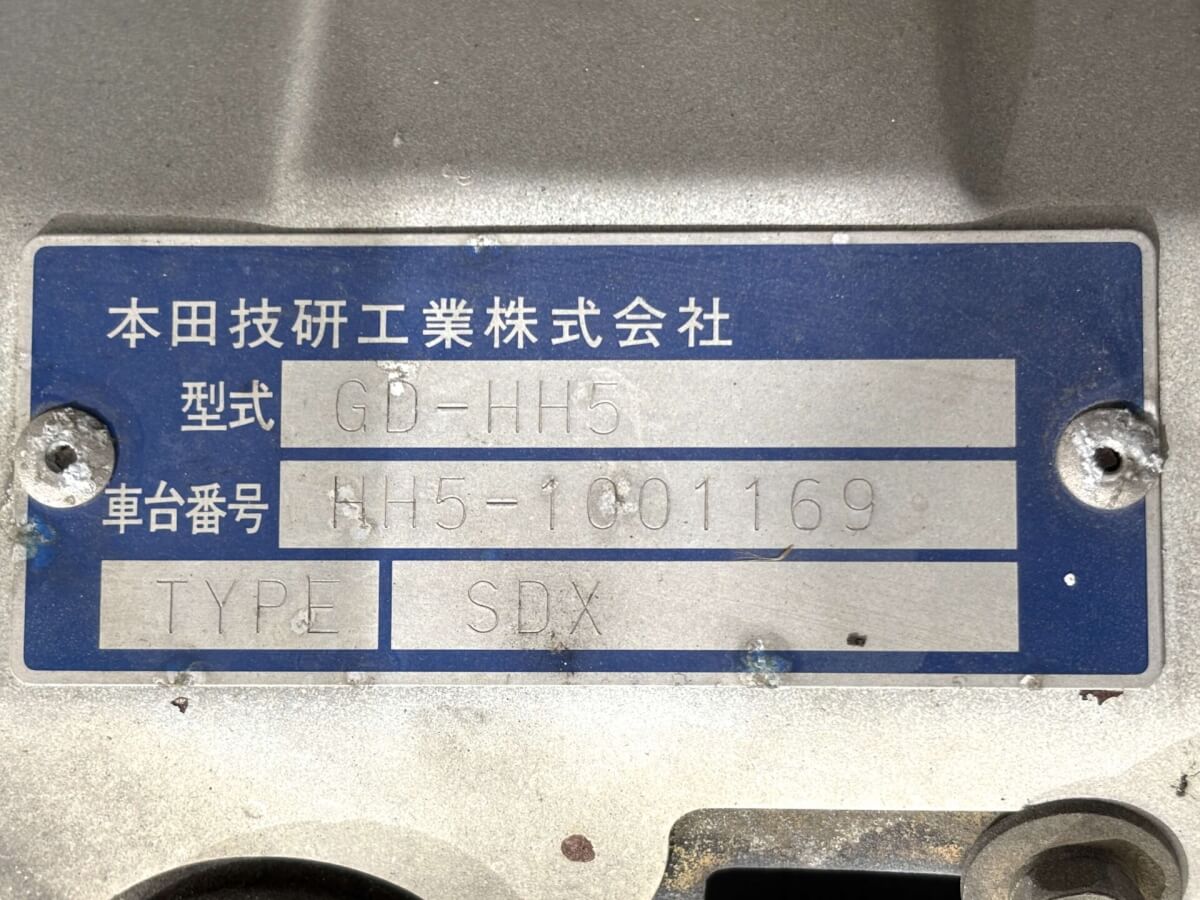 本田技研工業株式会社
型式 GD-HH5
車台番号 HH5-1001169
TYPE SDX